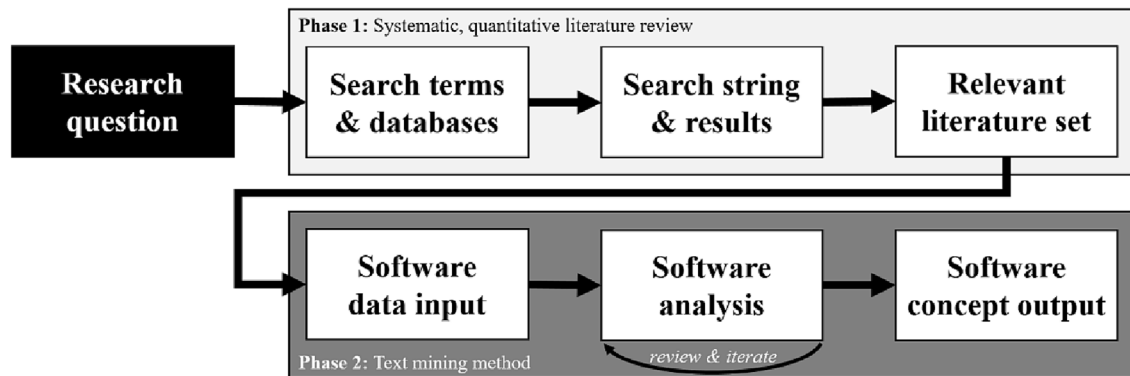 Phase 1: Systematic, quantitative literature review
Research
question
Search terms
& databases
Search string
& results
Relevant
literature set
Software
data input
Software
analysis
Software
concept output
review & iterate
Phase 2: Text mining method